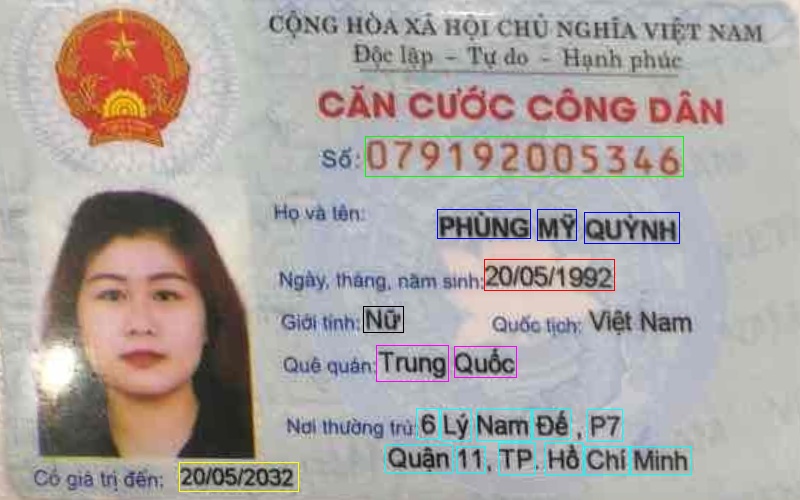 CỘNG HÒA XÃ HỘI CHỦ NGHĨA VIỆT NAM
Độc lập - Tự do - Hạnh phúc
CĂN CƯỚC CÔNG DÂN
Số: 079192005346
Họ và tên: PHÙNG MỸ QUỲNH
Ngày, tháng, năm sinh: 20/05/1992
Giới tính: Nữ Quốc tịch: Việt Nam
Quê quán: Trung Quốc
Nơi thường trú: 6 Lý Nam Đế , P7
Quận 11, TP. Hồ Chí Minh
Có giá trị đến: 20/05/2032